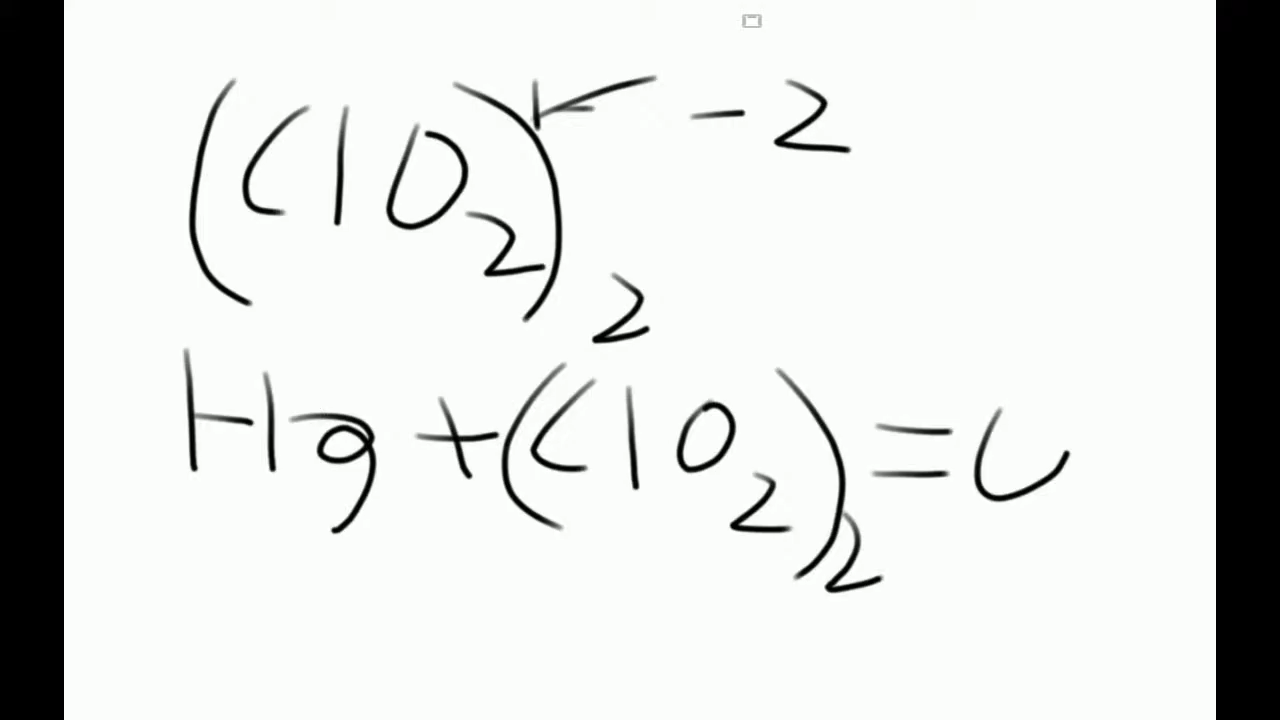 (ClO₂)₂ ← -2
Hg + (ClO₂)₂ = 0